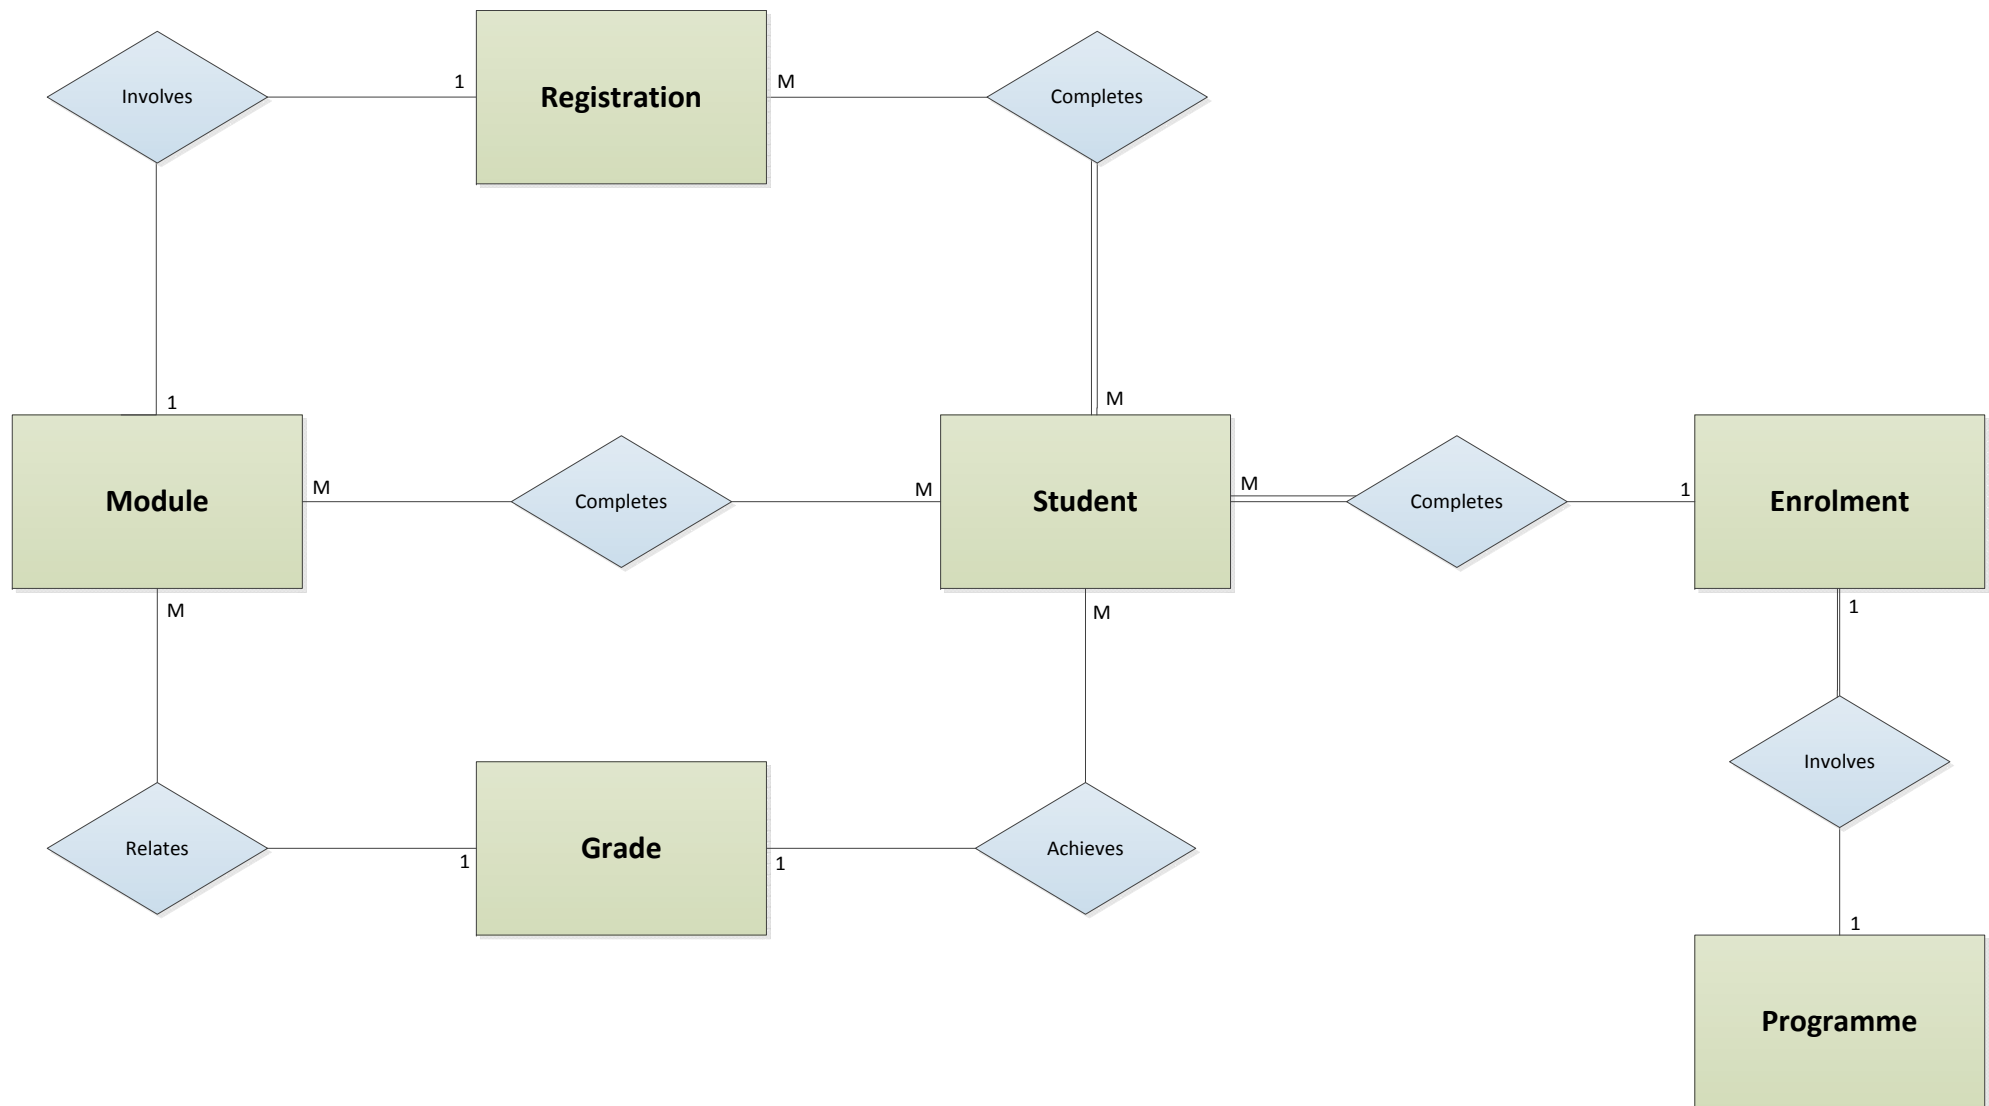 Involves
1
Registration
M
Completes
1
M
Module
M
Completes
M
Student
M
Completes
1
Enrolment
M
M
1
Involves
Relates
1
Grade
1
Achieves
1
Programme